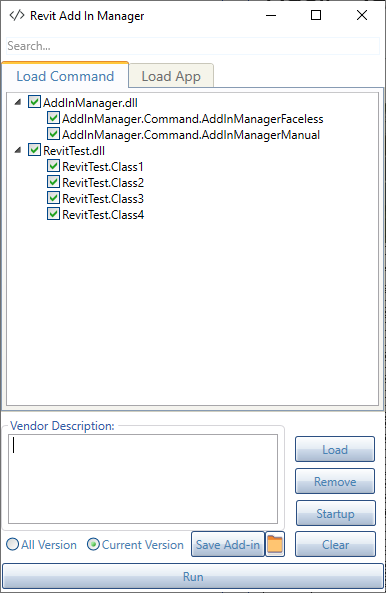 Revit Add In Manager
Search...
Load Command
Load App
AddInManager.dll
AddInManager.Command.AddInManagerFaceless
AddInManager.Command.AddInManagerManual
RevitTest.dll
RevitTest.Class1
RevitTest.Class2
RevitTest.Class3
RevitTest.Class4
Vendor Description:
Load
Remove
Startup
All Version
Current Version
Save Add-in
Clear
Run